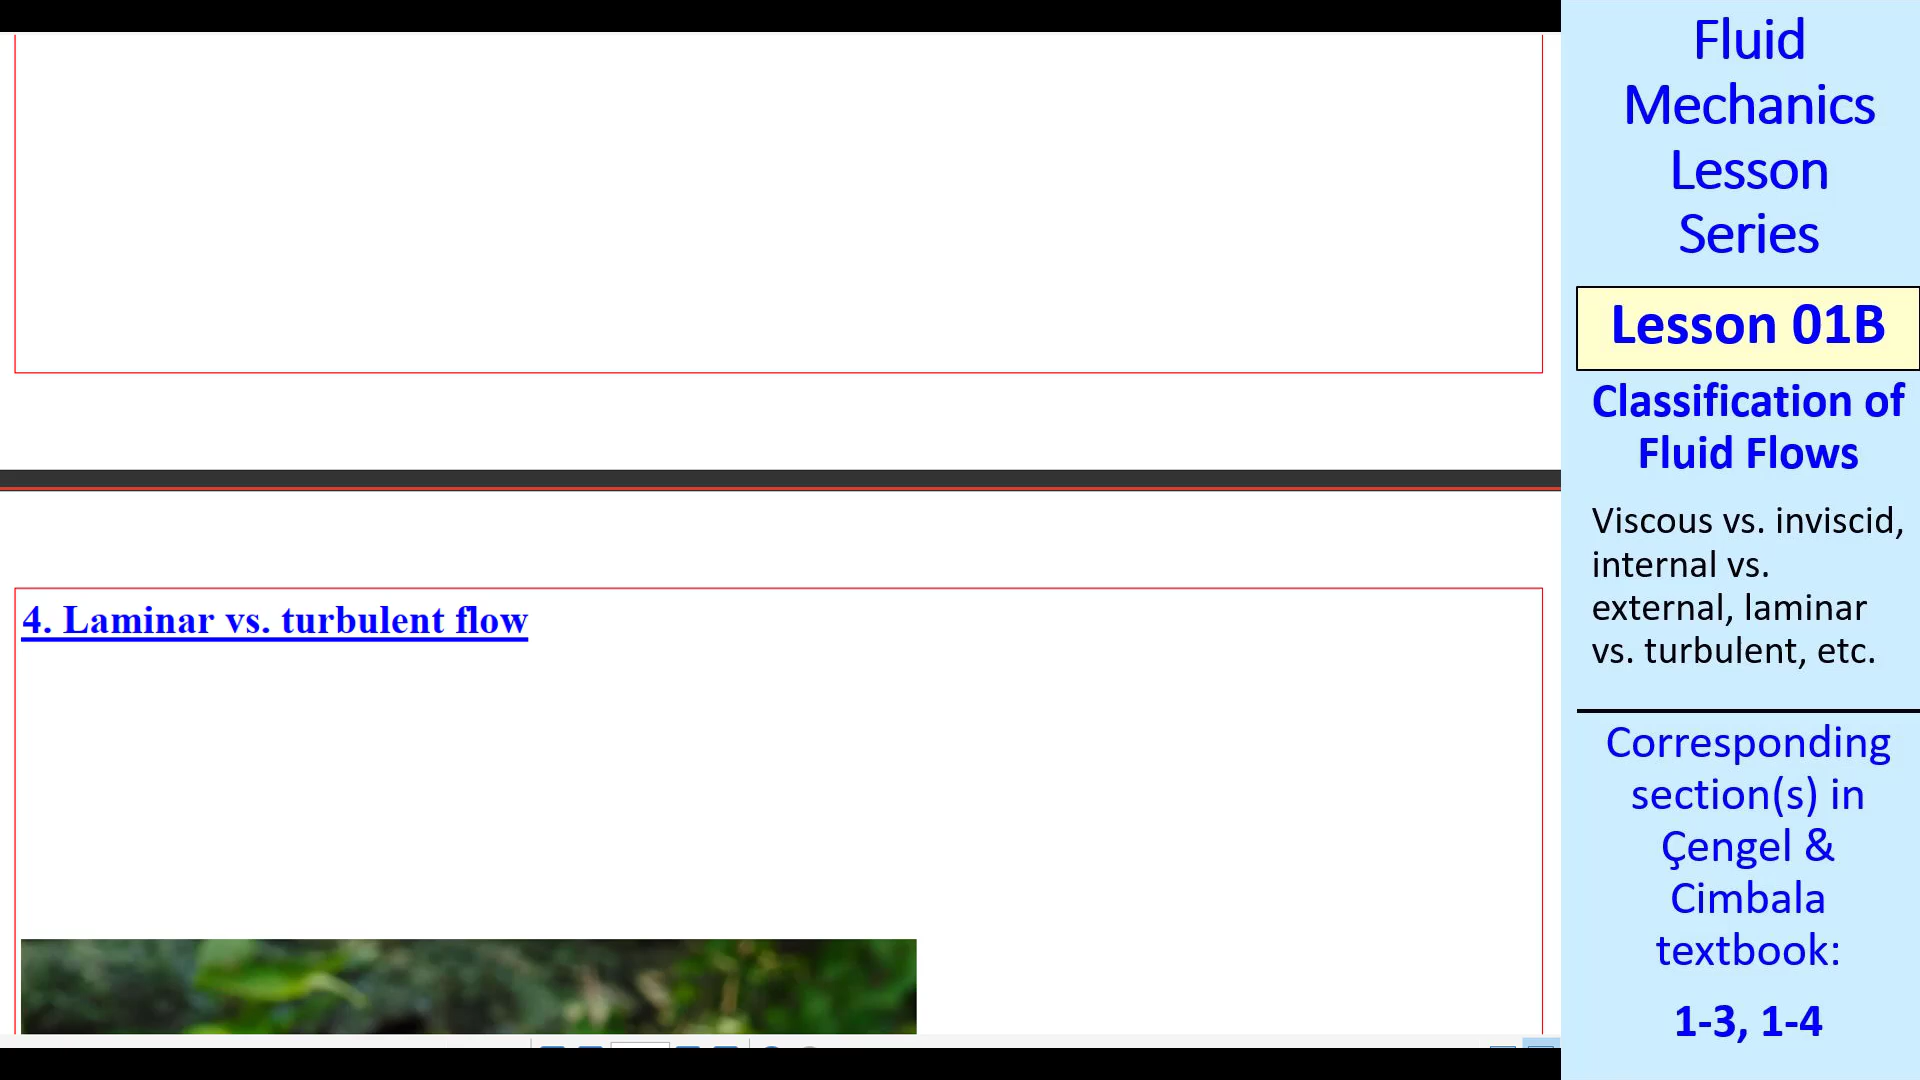 4. Laminar vs. turbulent flow
Fluid
Mechanics
Lesson
Series
Lesson 01B
Classification of
Fluid Flows
Viscous vs. inviscid,
internal vs.
external, laminar
vs. turbulent, etc.
Corresponding
section(s) in
Çengel &
Cimbala
textbook:
1-3, 1-4